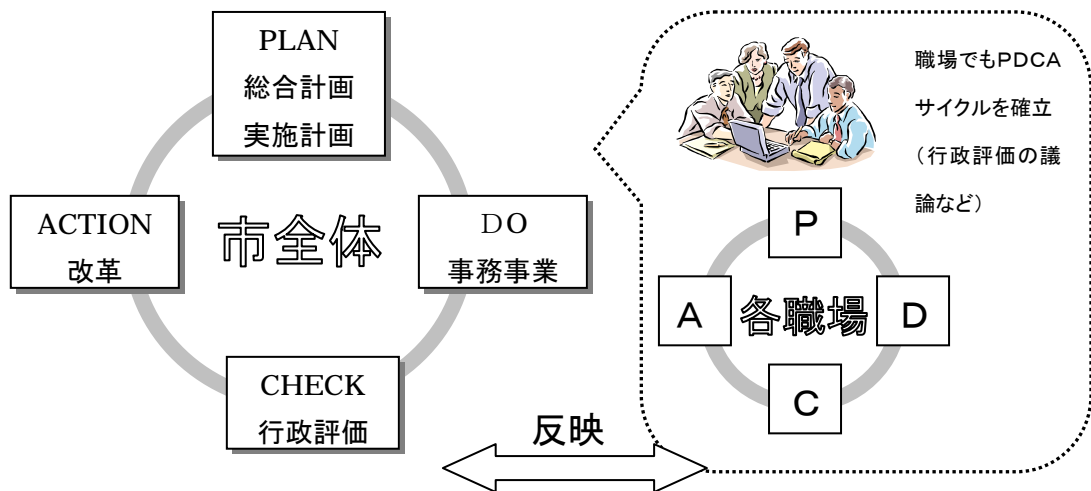 PLAN
総合計画
実施計画
ACTION
改革
市全体
ＤO
事務事業
CHECK
行政評価
反映
職場でもPDCA
サイクルを確立
（行政評価の議
論など）
Ｐ
Ａ
各職場
Ｄ
Ｃ